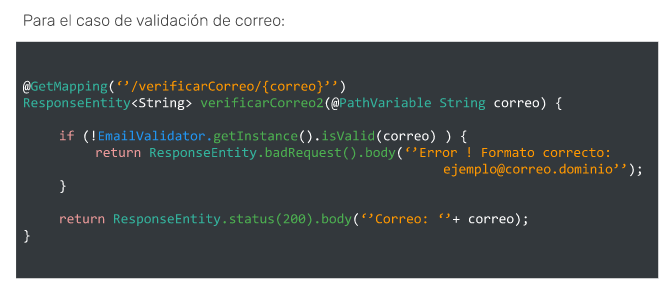 Para el caso de validación de correo:
@GetMapping(‘’/verificarCorreo/{correo}’’)
ResponseEntity<String> verificarCorreo2(@PathVariable String correo) {
if (!EmailValidator.getInstance().isValid(correo) ) {
return ResponseEntity.badRequest().body(‘’Error ! Formato correcto:
ejemplo@correo.dominio’’);
}
return ResponseEntity.status(200).body(‘’Correo: ‘’+ correo);
}